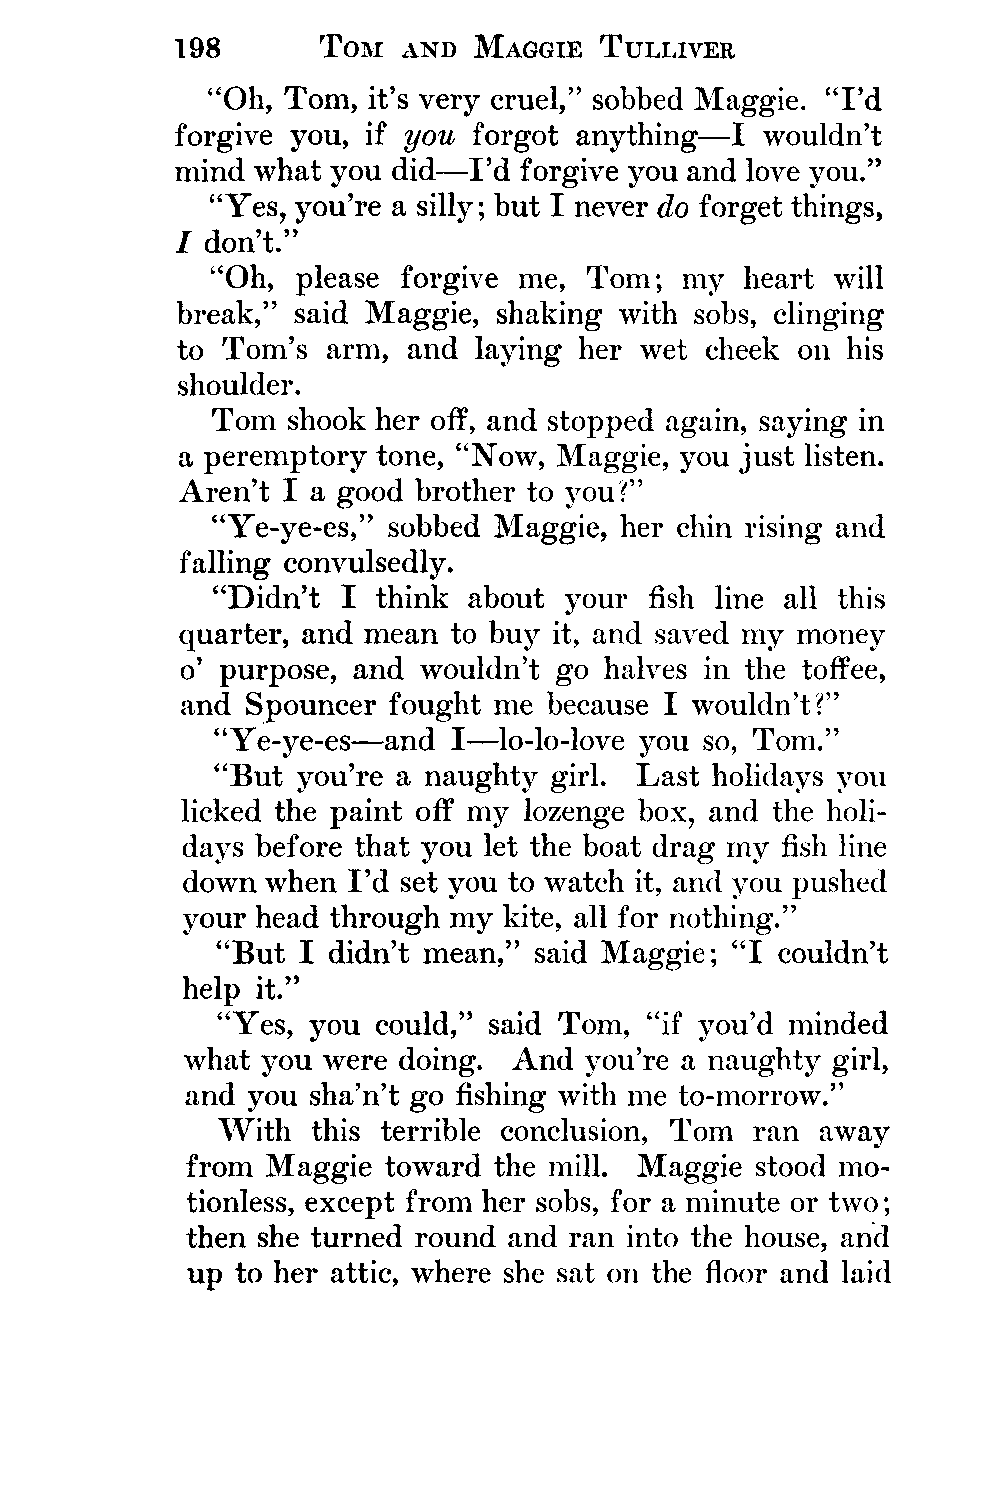 198 TOM AND MAGGIE TULLIVER
“Oh, Tom, it’s very cruel,” sobbed Maggie. “I’d
forgive you, if you forgot anything—I wouldn’t
mind what you did—I’d forgive you and love you.”
“Yes, you’re a silly; but I never do forget things,
I don’t.”
“Oh, please forgive me, Tom; my heart will
break,” said Maggie, shaking with sobs, clinging
to Tom’s arm, and laying her wet cheek on his
shoulder.
Tom shook her off, and stopped again, saying in
a peremptory tone, “Now, Maggie, you just listen.
Aren’t I a good brother to you?”
“Ye-ye-es,” sobbed Maggie, her chin rising and
falling convulsedly.
“Didn’t I think about your fish line all this
quarter, and mean to buy it, and saved my money
o’ purpose, and wouldn’t go halves in the toffee,
and Spouncer fought me because I wouldn’t?”
“Ye-ye-es—and I—lo-lo-love you so, Tom.”
“But you’re a naughty girl. Last holidays you
licked the paint off my lozenge box, and the holi-
days before that you let the boat drag my fish line
down when I’d set you to watch it, and you pushed
your head through my kite, all for nothing.”
“But I didn’t mean,” said Maggie; “I couldn’t
help it.”
“Yes, you could,” said Tom, “if you’d minded
what you were doing. And you’re a naughty girl,
and you sha’n’t go fishing with me to-morrow.”
With this terrible conclusion, Tom ran away
from Maggie toward the mill. Maggie stood mo-
tionless, except from her sobs, for a minute or two;
then she turned round and ran into the house, and
up to her attic, where she sat on the floor and laid